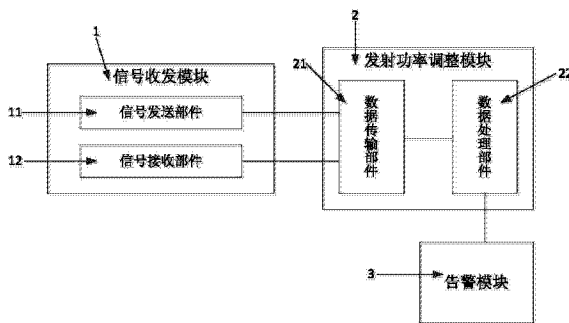 1
信号收发模块
11
信号发送部件
12
信号接收部件
2
发射功率调整模块
21
数据传输部件
22
数据处理部件
3
告警模块